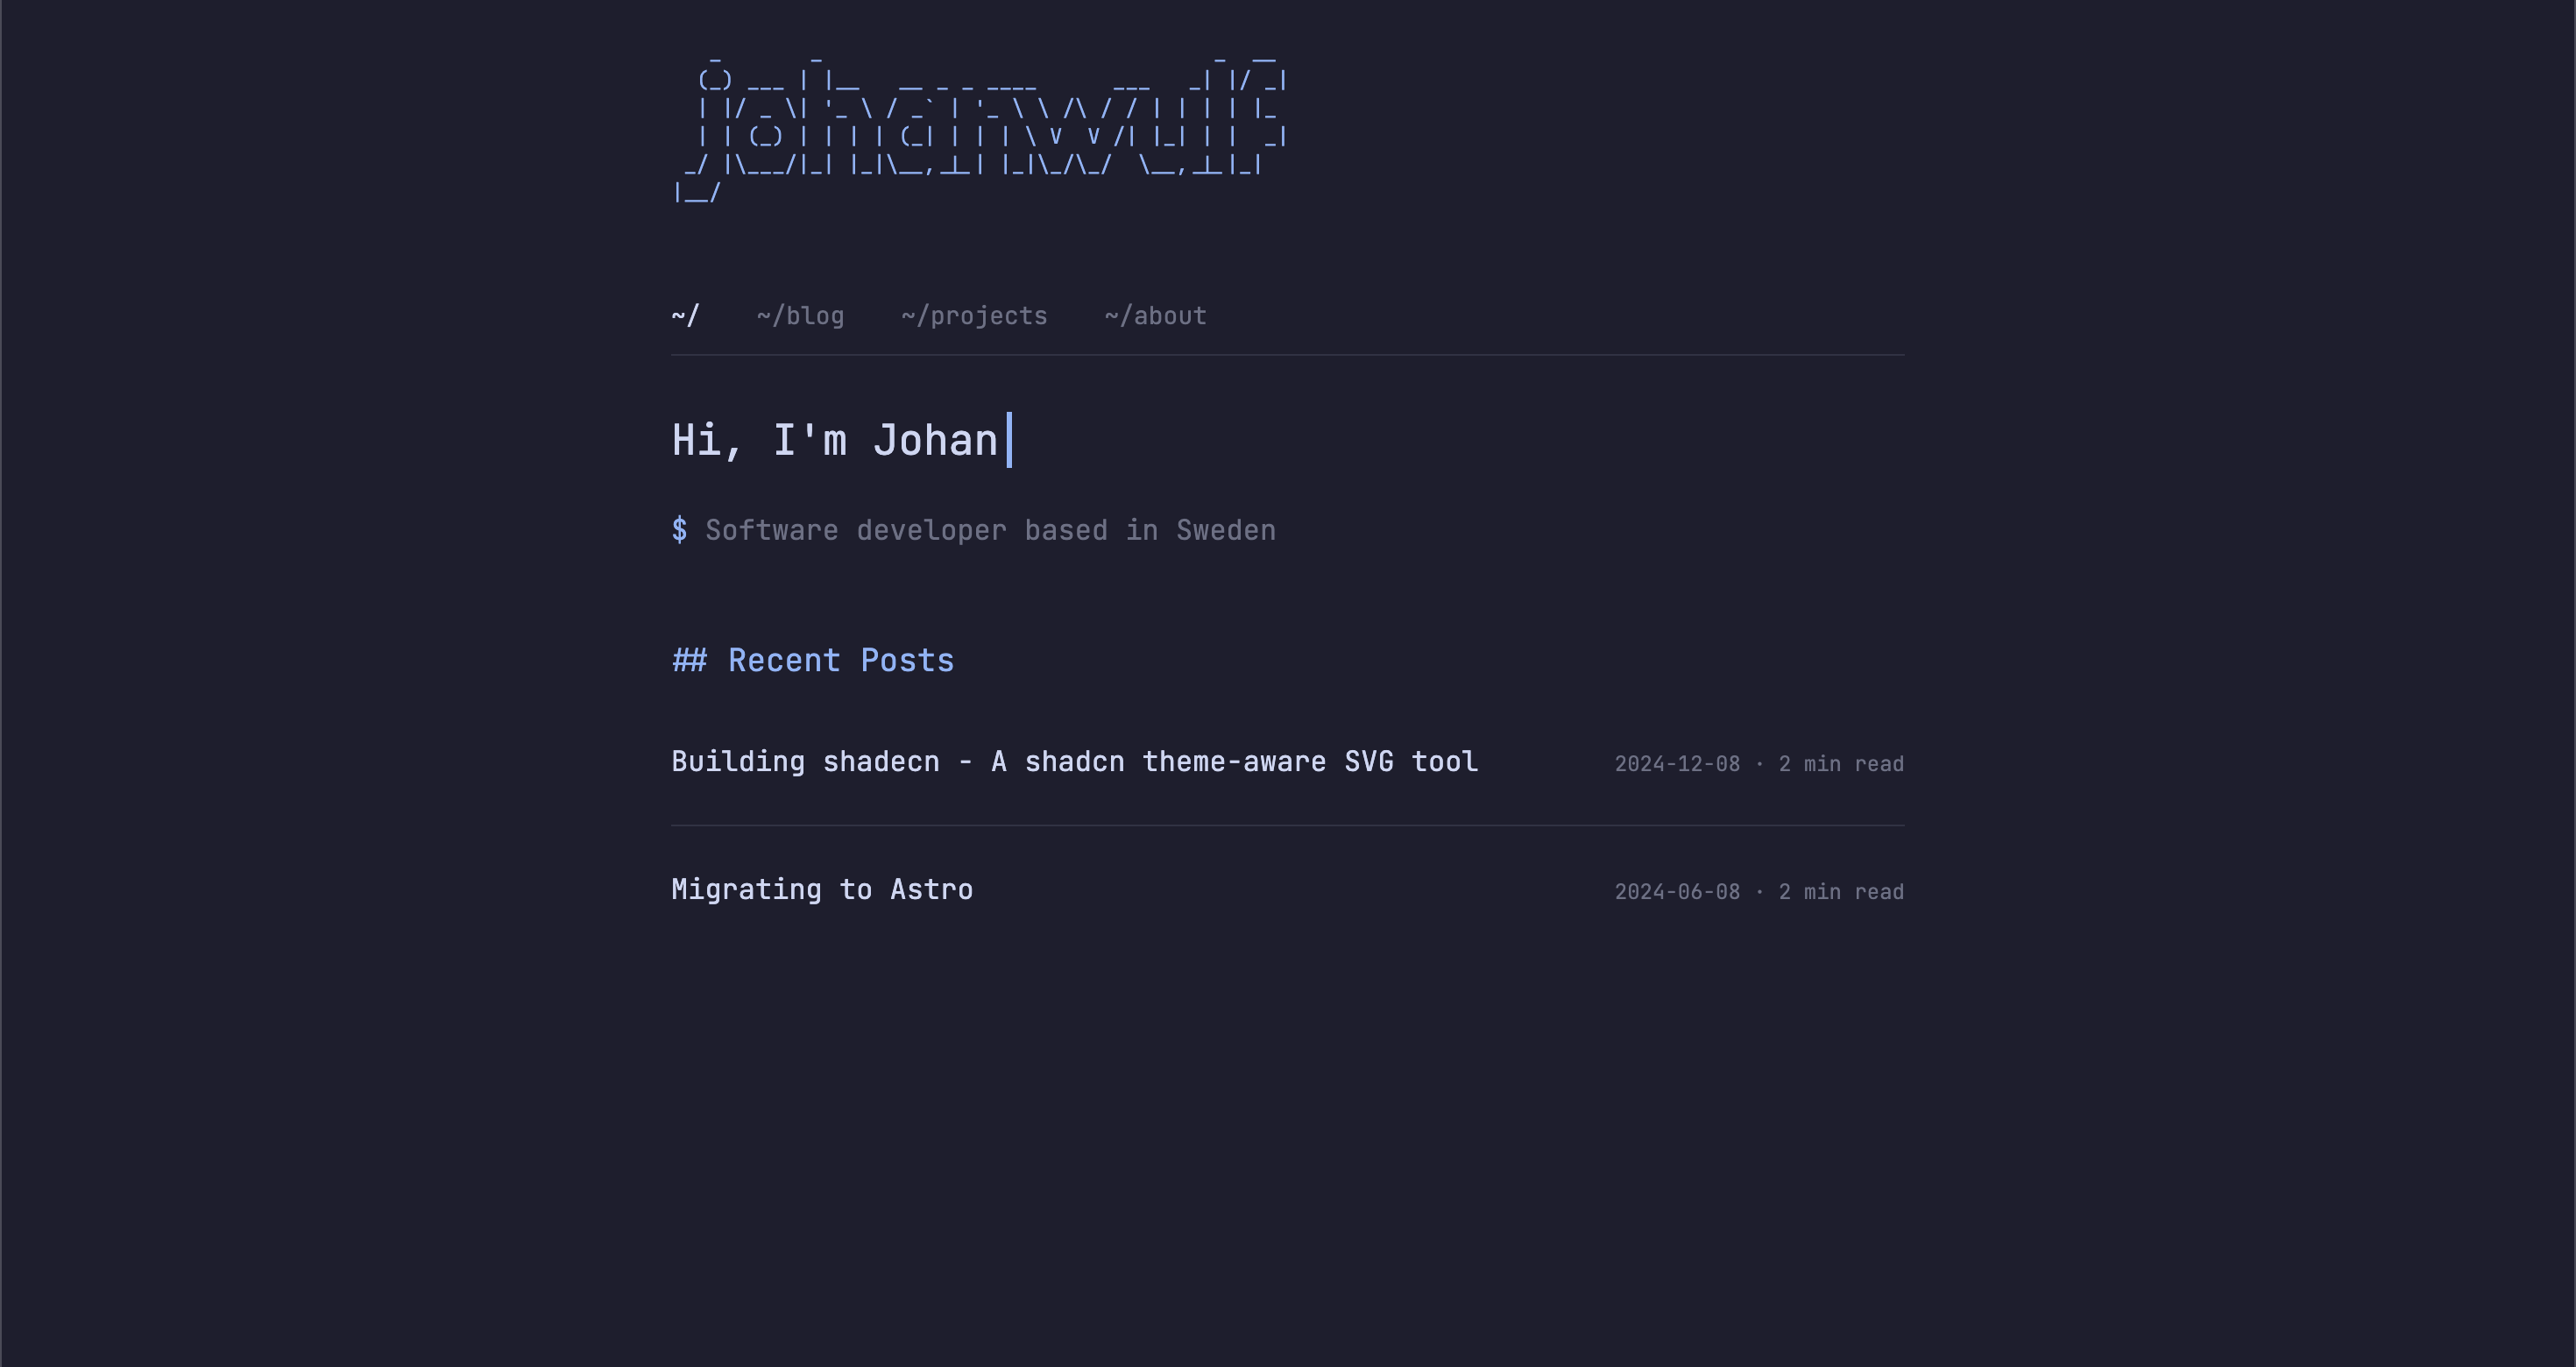 johanwulf
~/ ~/blog ~/projects ~/about
Hi, I'm Johan
$ Software developer based in Sweden
## Recent Posts
Building shadecn - A shadcn theme-aware SVG tool 2024-12-08 · 2 min read
Migrating to Astro 2024-06-08 · 2 min read